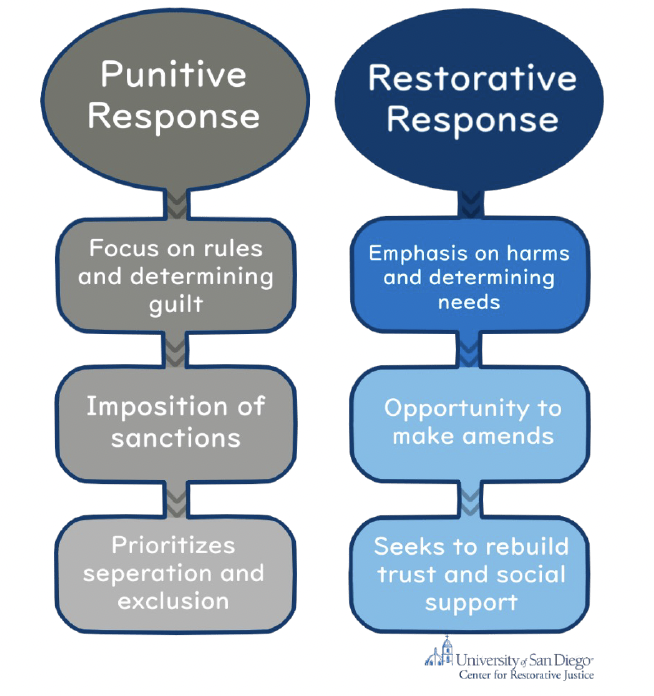 Punitive
Response
Focus on rules
and determining
guilt
Imposition of
sanctions
Prioritizes
seperation and
exclusion
Restorative
Response
Emphasis on harms
and determining
needs
Opportunity to
make amends
Seeks to rebuild
trust and social
support
University of San Diego
Center for Restorative Justice